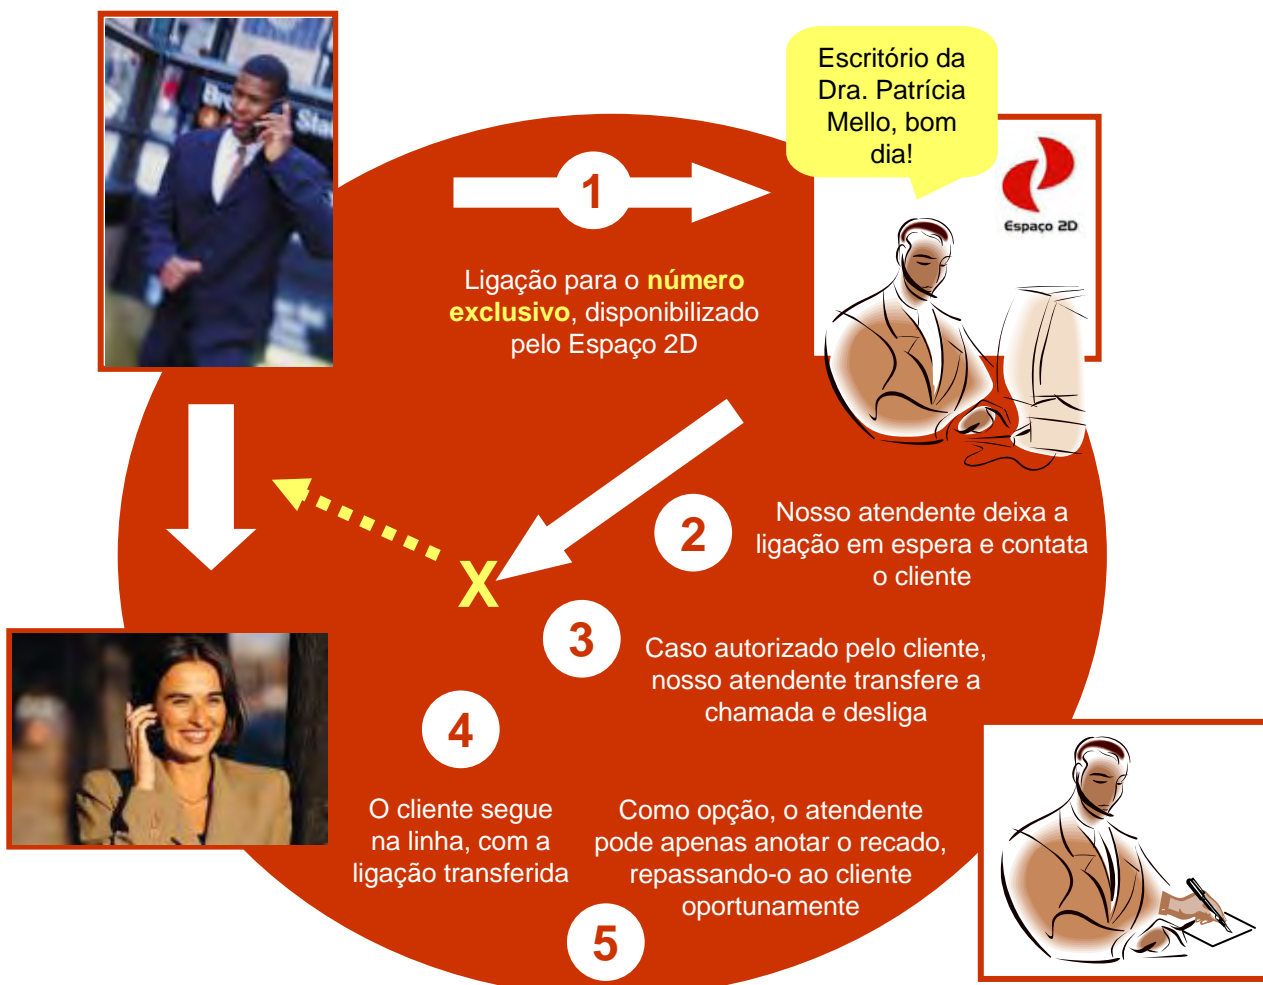 Escritório da
Dra. Patrícia
Mello, bom
dia!
Espaço 2D
1
Ligação para o número
exclusivo, disponibilizado
pelo Espaço 2D
2
Nosso atendente deixa a
ligação em espera e contata
o cliente
X
3
Caso autorizado pelo cliente,
nosso atendente transfere a
chamada e desliga
4
O cliente segue
na linha, com a
ligação transferida
Como opção, o atendente
pode apenas anotar o recado,
repassando-o ao cliente
oportunamente
5